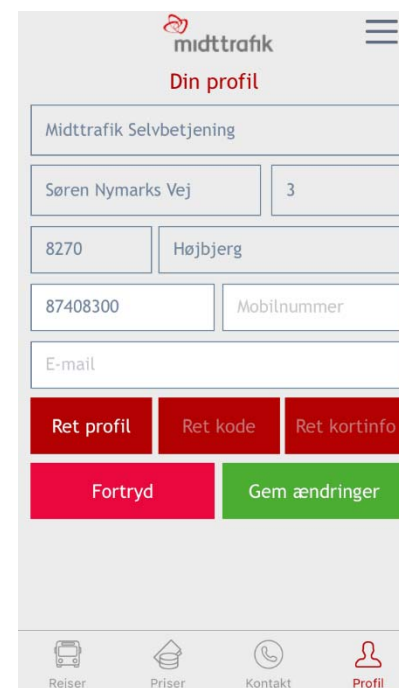 midttrafik
Din profil
Midttrafik Selvbetjening
Søren Nymarks Vej 3
8270 Højbjerg
87408300 Mobilnummer
E-mail
Ret profil Ret kode Ret kortinfo
Fortryd Gem ændringer
Rejser Priser Kontakt Profil